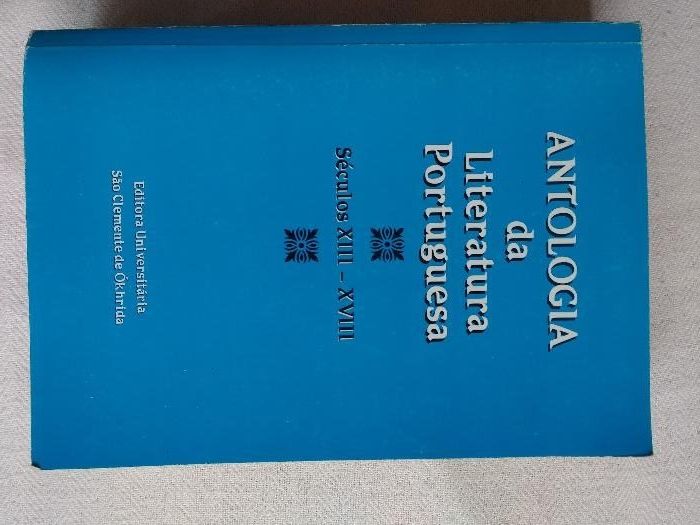 ANTOLOGIA
da
Literatura
Portuguesa
Séculos XIII – XVIII
Editora Universitária
São Clemente de Ókhrida